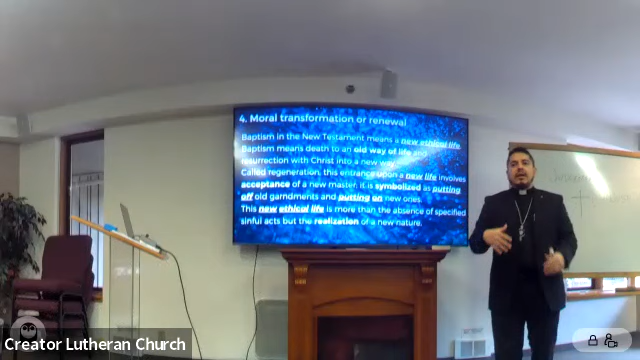 4. Moral transformation or renewal
Baptism in the New Testament means a new ethical life.
Baptism means death to an old way of life and
resurrection with Christ into a new way.
Called regeneration, this entrance upon a new life involves
acceptance of a new master; it is symbolized as putting
off old garndments and putting on new ones.
This new ethical life is more than the absence of specified
sinful acts but the realization of a new nature.
Creator Lutheran Church